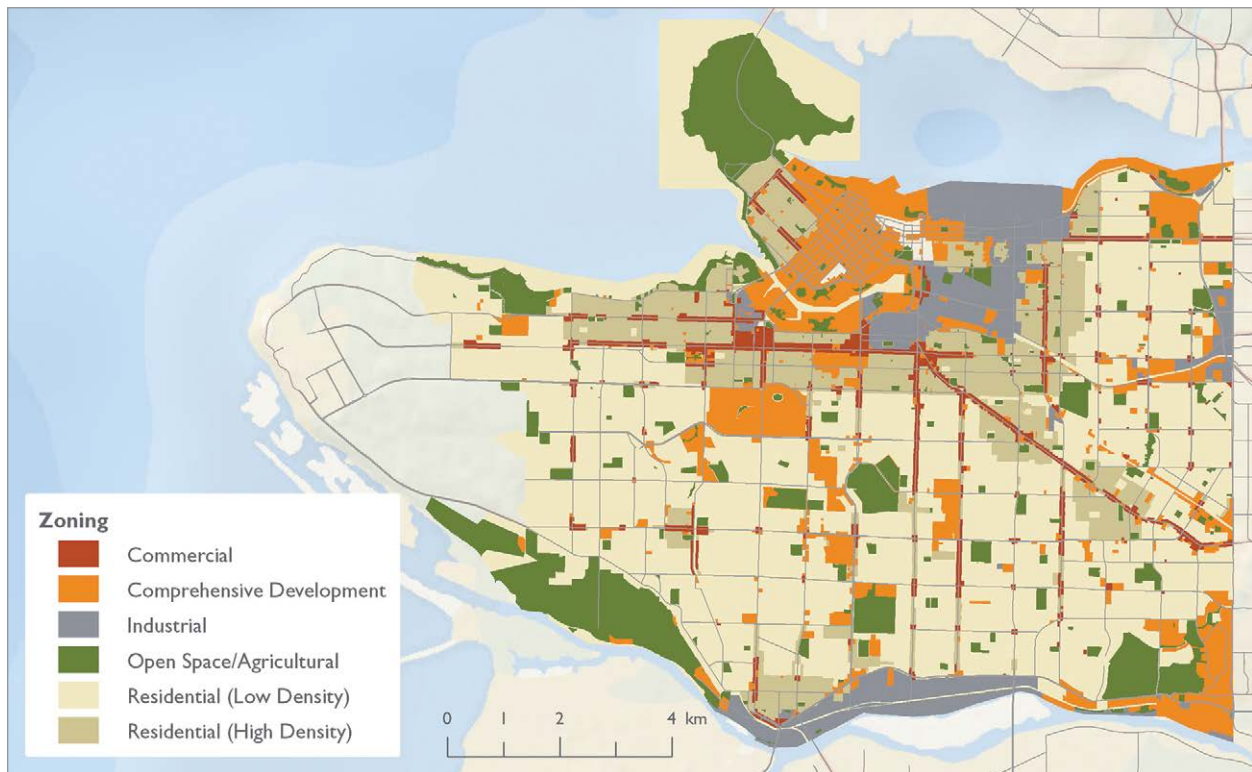 Zoning
Commercial
Comprehensive Development
Industrial
Open Space/Agricultural
Residential (Low Density)
Residential (High Density)
0 1 2 4 km